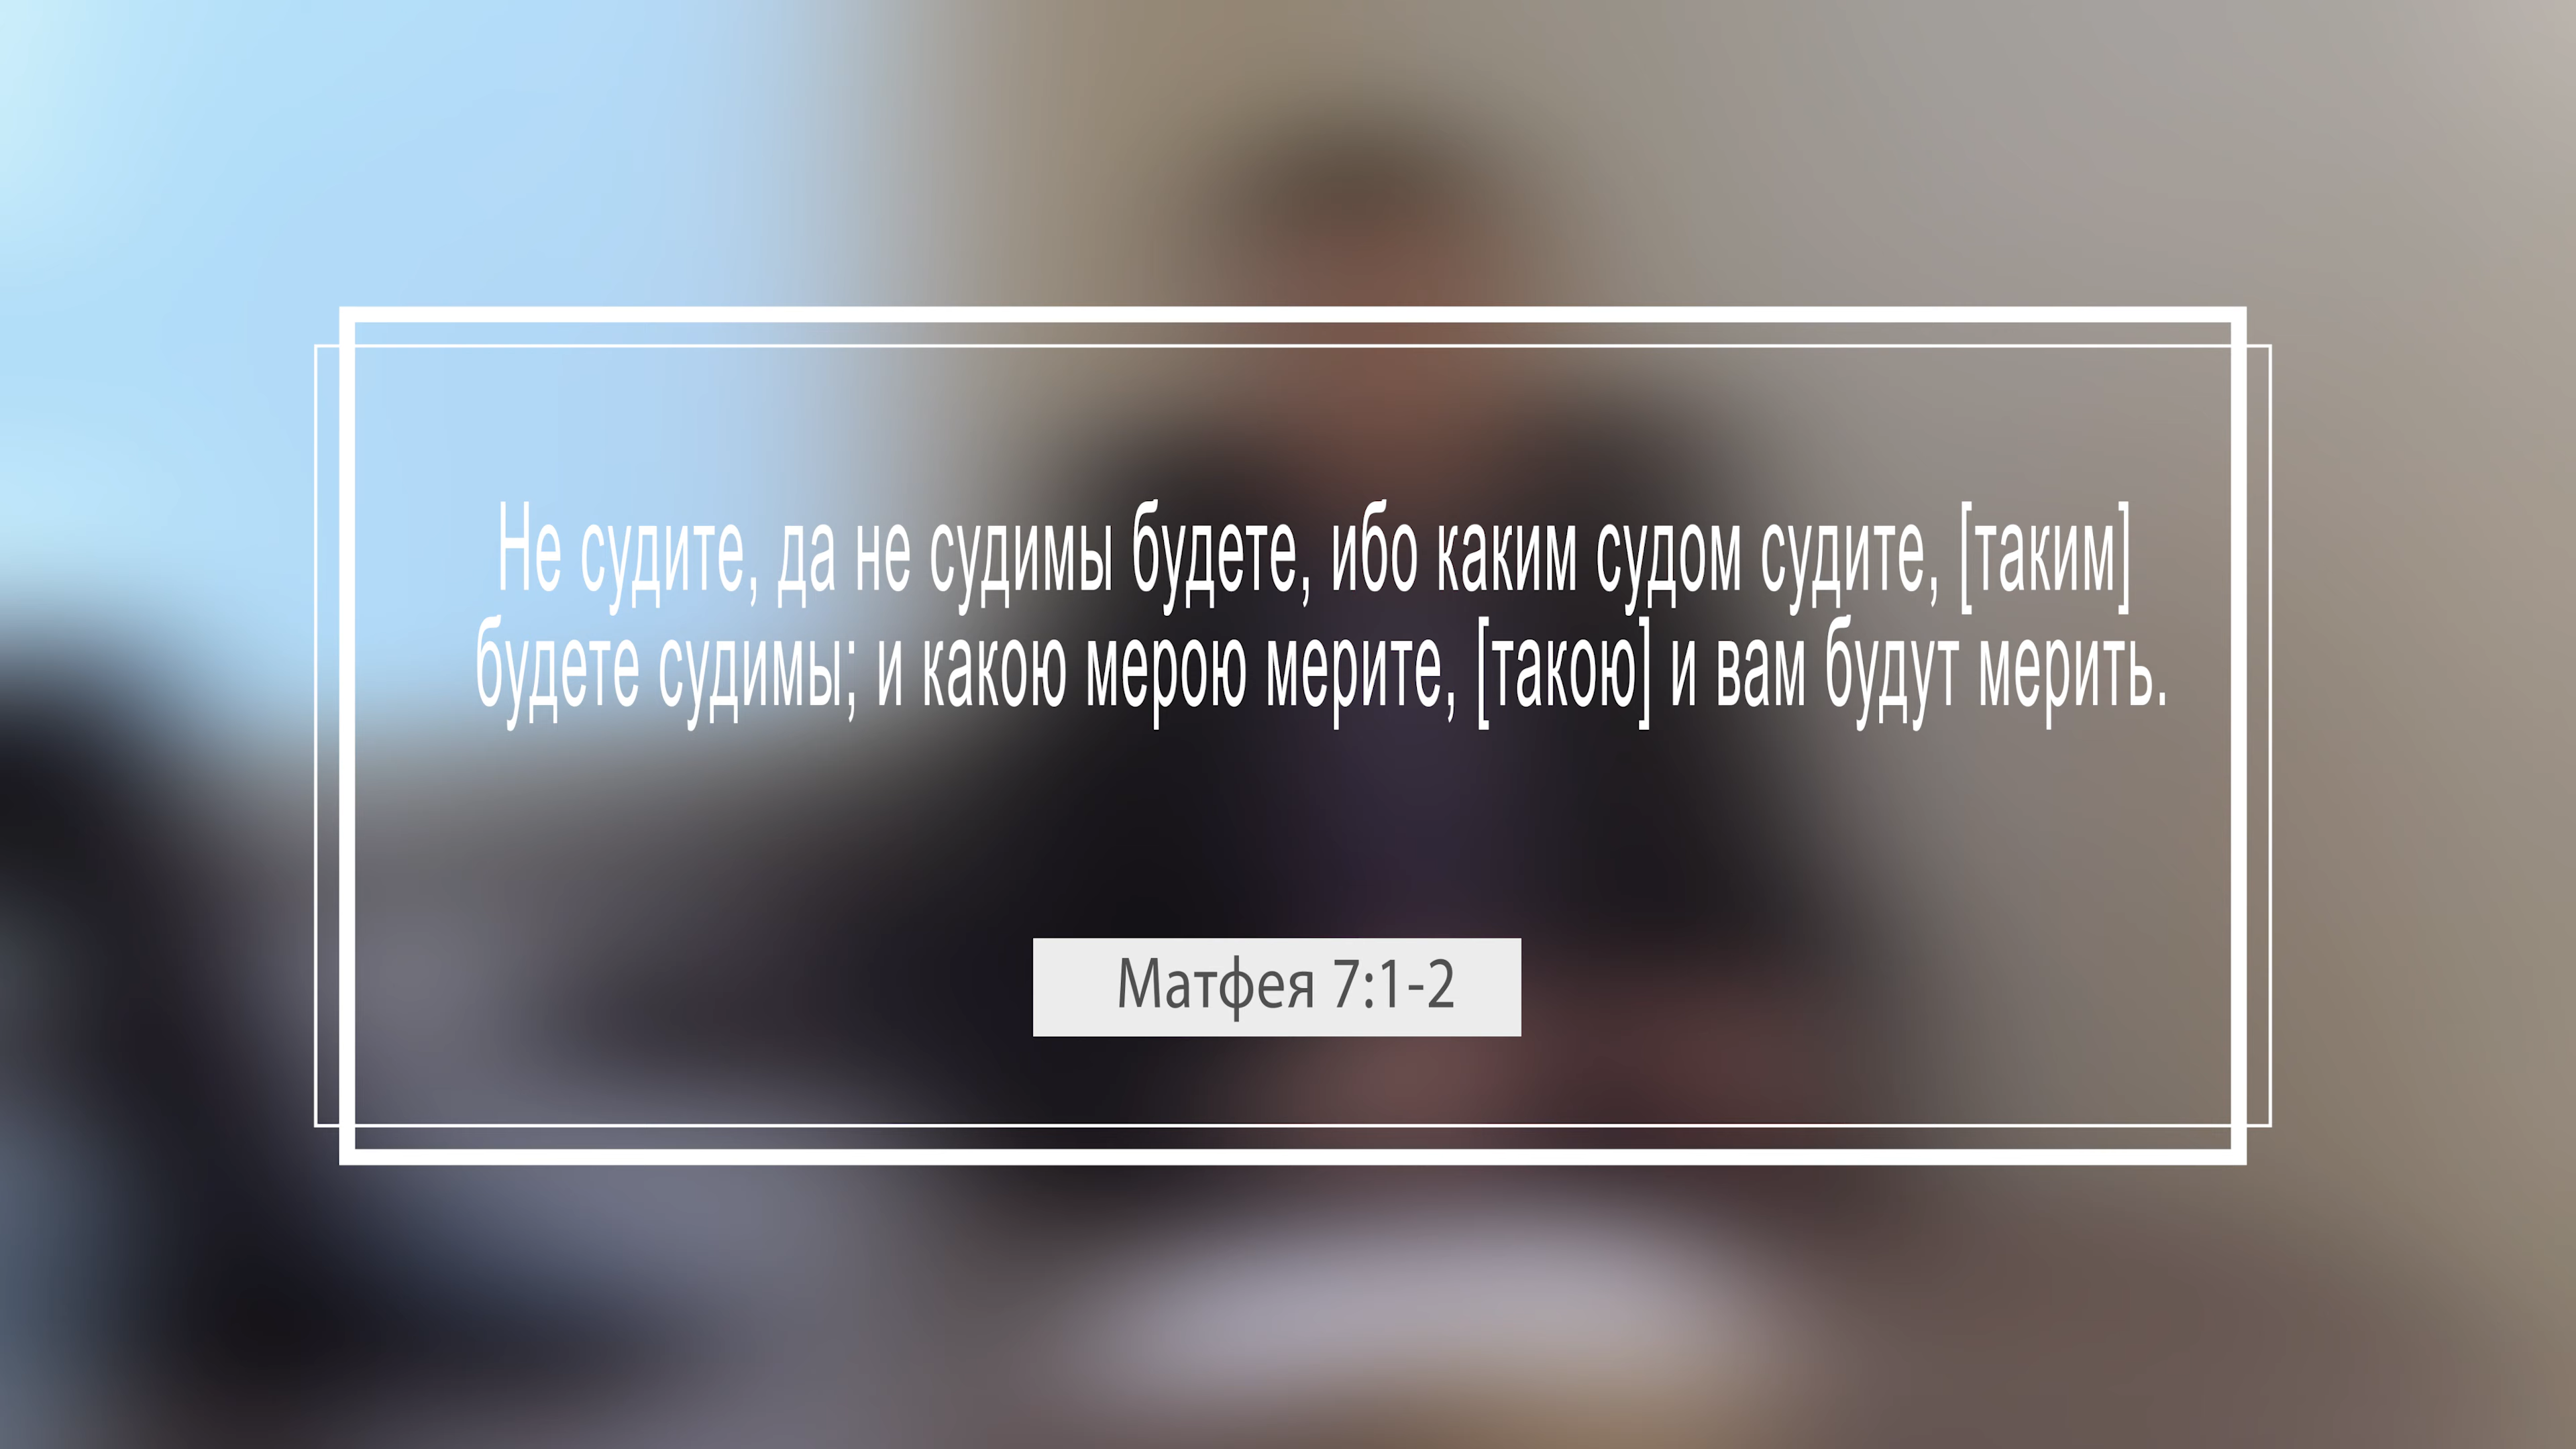 Не судите, да не судимы будете, ибо каким судом судите, [таким]
будете судимы; и какою мерою мерите, [такою] и вам будут мерить.
Матфея 7:1-2